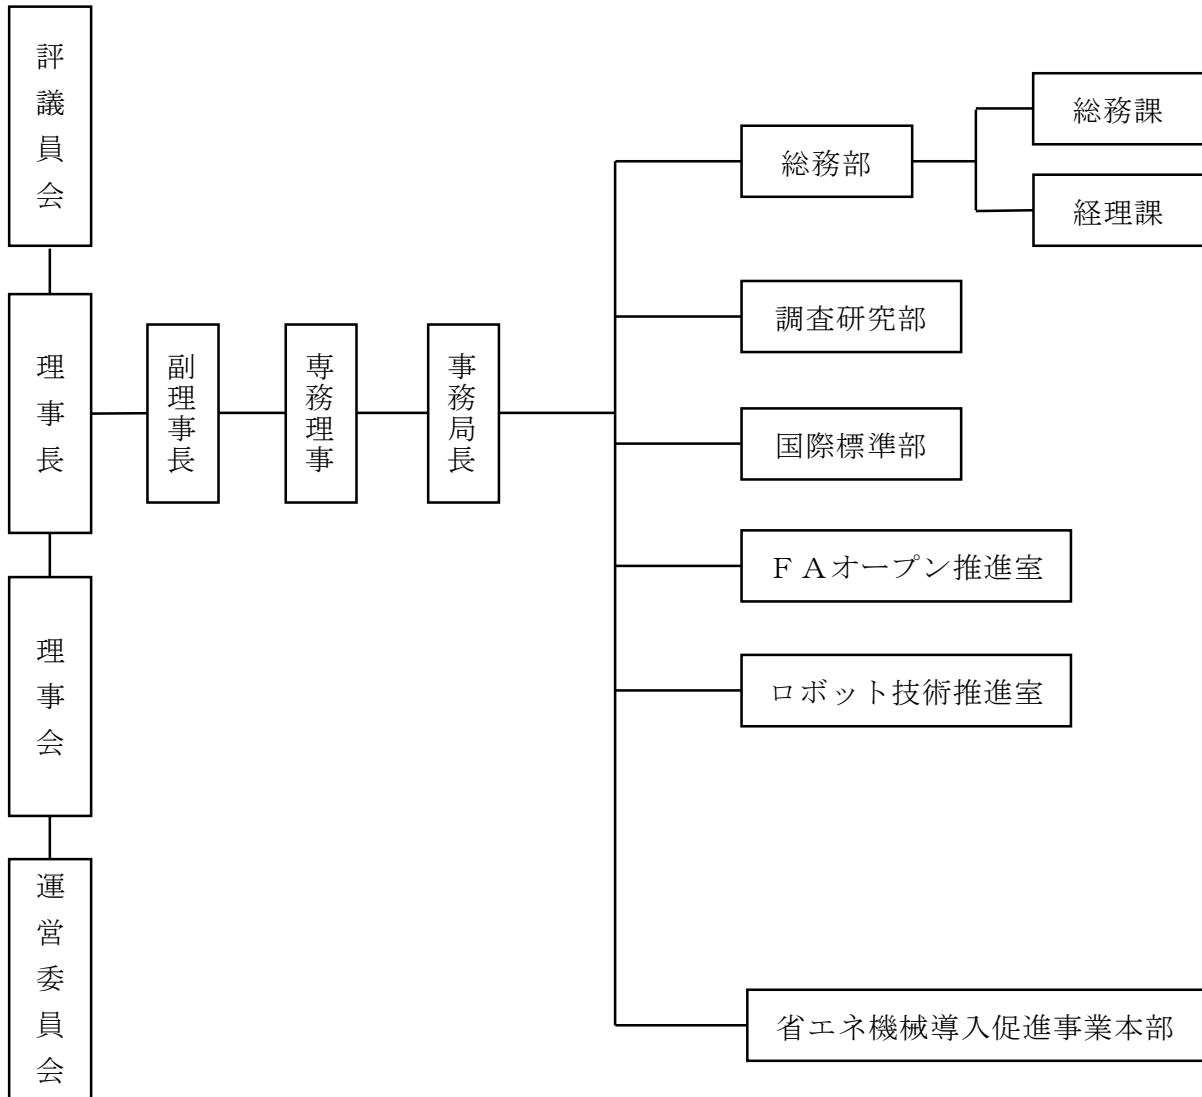 評議員会
理事長
理事会
運営委員会
副理事長
専務理事
事務局長
総務部
総務課
経理課
調査研究部
国際標準部
ＦＡオープン推進室
ロボット技術推進室
省エネ機械導入促進事業本部